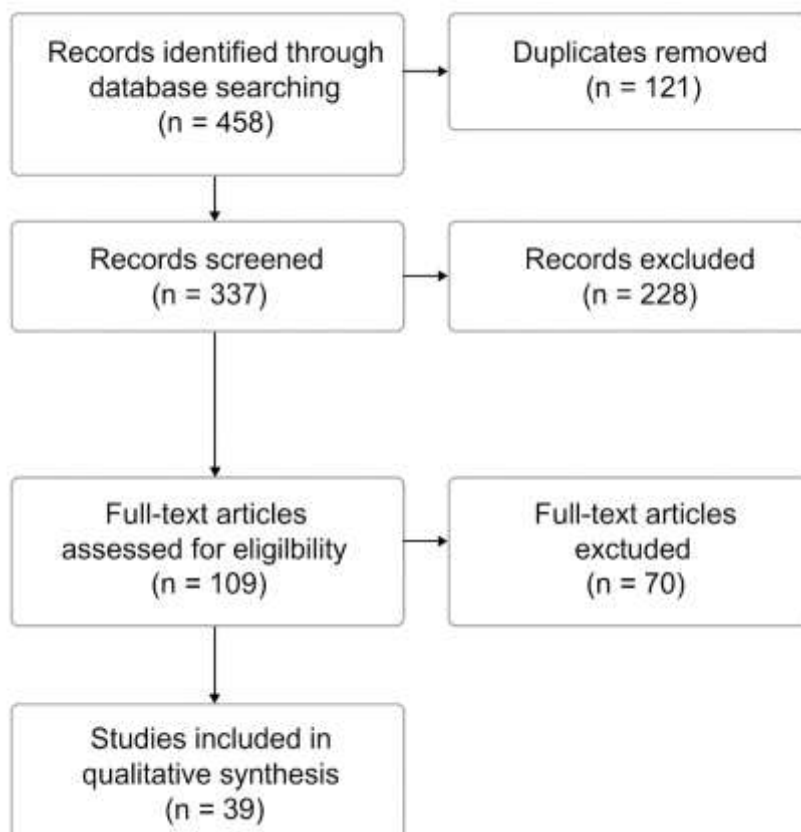 Records identified through
database searching
(n = 458)
Duplicates removed
(n = 121)
Records screened
(n = 337)
Records excluded
(n = 228)
Full-text articles
assessed for eligilbility
(n = 109)
Full-text articles
exctuded
(n = 70)
Studies included in
qualitative synthesis
(n = 39)